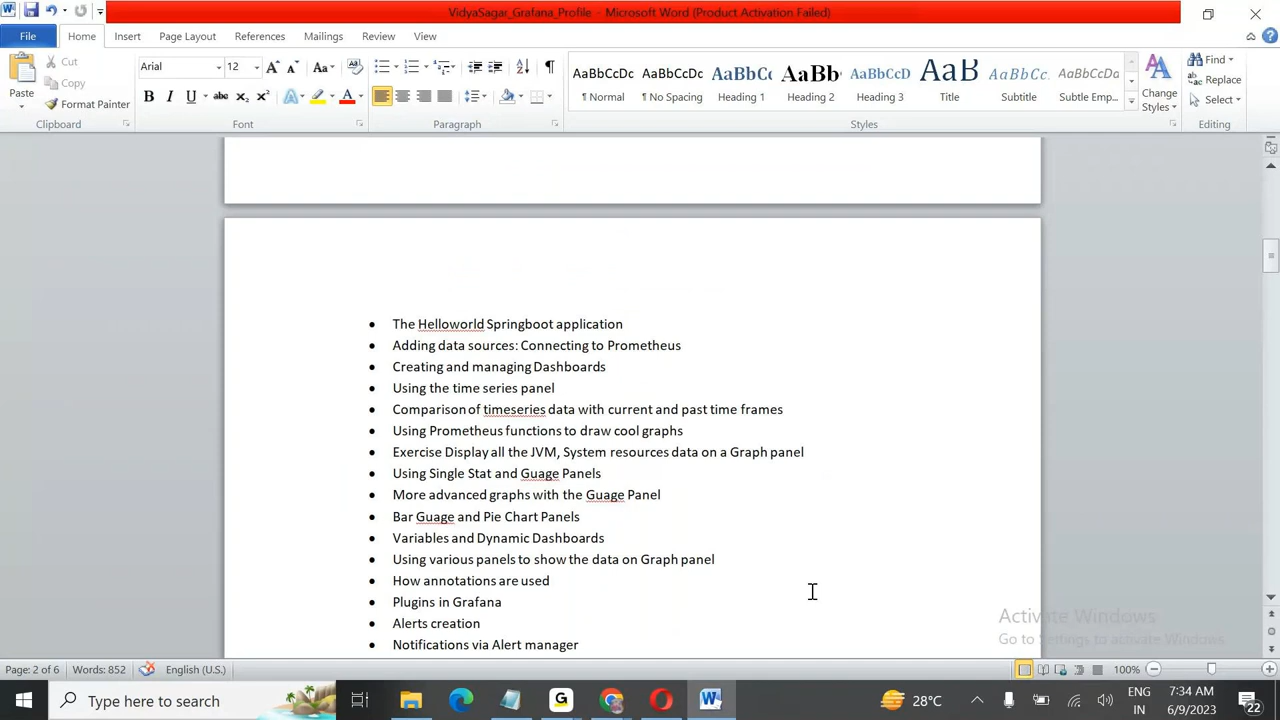 VidyaSagar_Grafana_Profile - Microsoft Word (Product Activation Failed)
File Home Insert Page Layout References Mailings Review View
Paste
Cut
Copy
Format Painter
Clipboard
Arial 12
Font
Paragraph
AaBbCcDc AaBbCcDc AaBbCc AaBb AaBbCcD AaB AaBbCc. AaBbCcDa
¶ Normal ¶ No Spacing Heading 1 Heading 2 Heading 3 Title Subtitle Subtle Emp...
Styles
Change Styles
Find
Replace
Select
Editing
• The Helloworld Springboot application
• Adding data sources: Connecting to Prometheus
• Creating and managing Dashboards
• Using the time series panel
• Comparison of timeseries data with current and past time frames
• Using Prometheus functions to draw cool graphs
• Exercise Display all the JVM, System resources data on a Graph panel
• Using Single Stat and Guage Panels
• More advanced graphs with the Guage Panel
• Bar Guage and Pie Chart Panels
• Variables and Dynamic Dashboards
• Using various panels to show the data on Graph panel
• How annotations are used
• Plugins in Grafana
• Alerts creation
• Notifications via Alert manager
Activate Windows
Go to Settings to activate Windows.
Page: 2 of 6 Words: 852 English (U.S.) 100%
Type here to search
28°C
ENG
IN
7:34 AM
6/9/2023
22